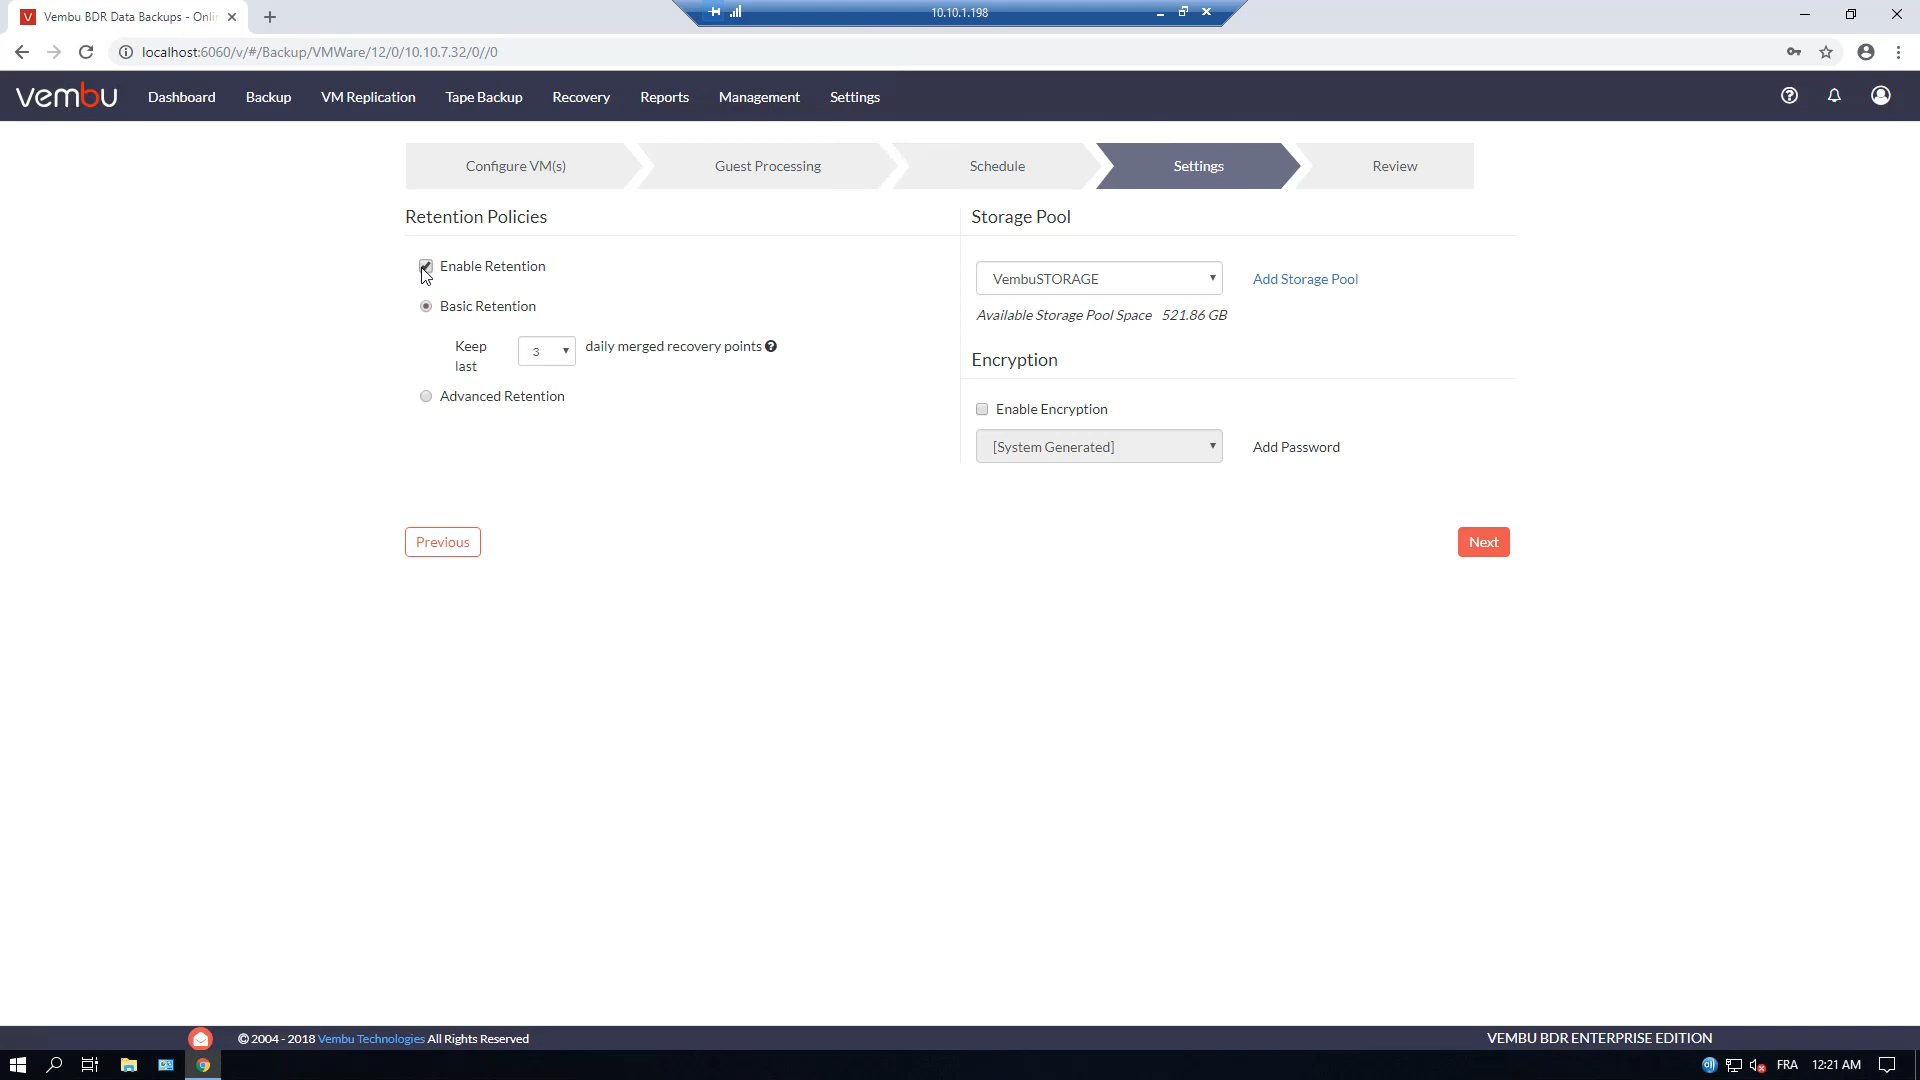 Vembu BDR Data Backups - Onli
10.10.1.198
localhost:6060/v/#/Backup/VMWare/12/0/10.10.7.32/0//0
vembu
Dashboard
Backup
VM Replication
Tape Backup
Recovery
Reports
Management
Settings
Configure VM(s)
Guest Processing
Schedule
Settings
Review
Retention Policies
Enable Retention
Basic Retention
Keep last
3
daily merged recovery points
Advanced Retention
Storage Pool
VembuSTORAGE
Add Storage Pool
Available Storage Pool Space 521.86 GB
Encryption
Enable Encryption
[System Generated]
Add Password
Previous
Next
© 2004 - 2018 Vembu Technologies All Rights Reserved
VEMBU BDR ENTERPRISE EDITION
FRA
12:21 AM